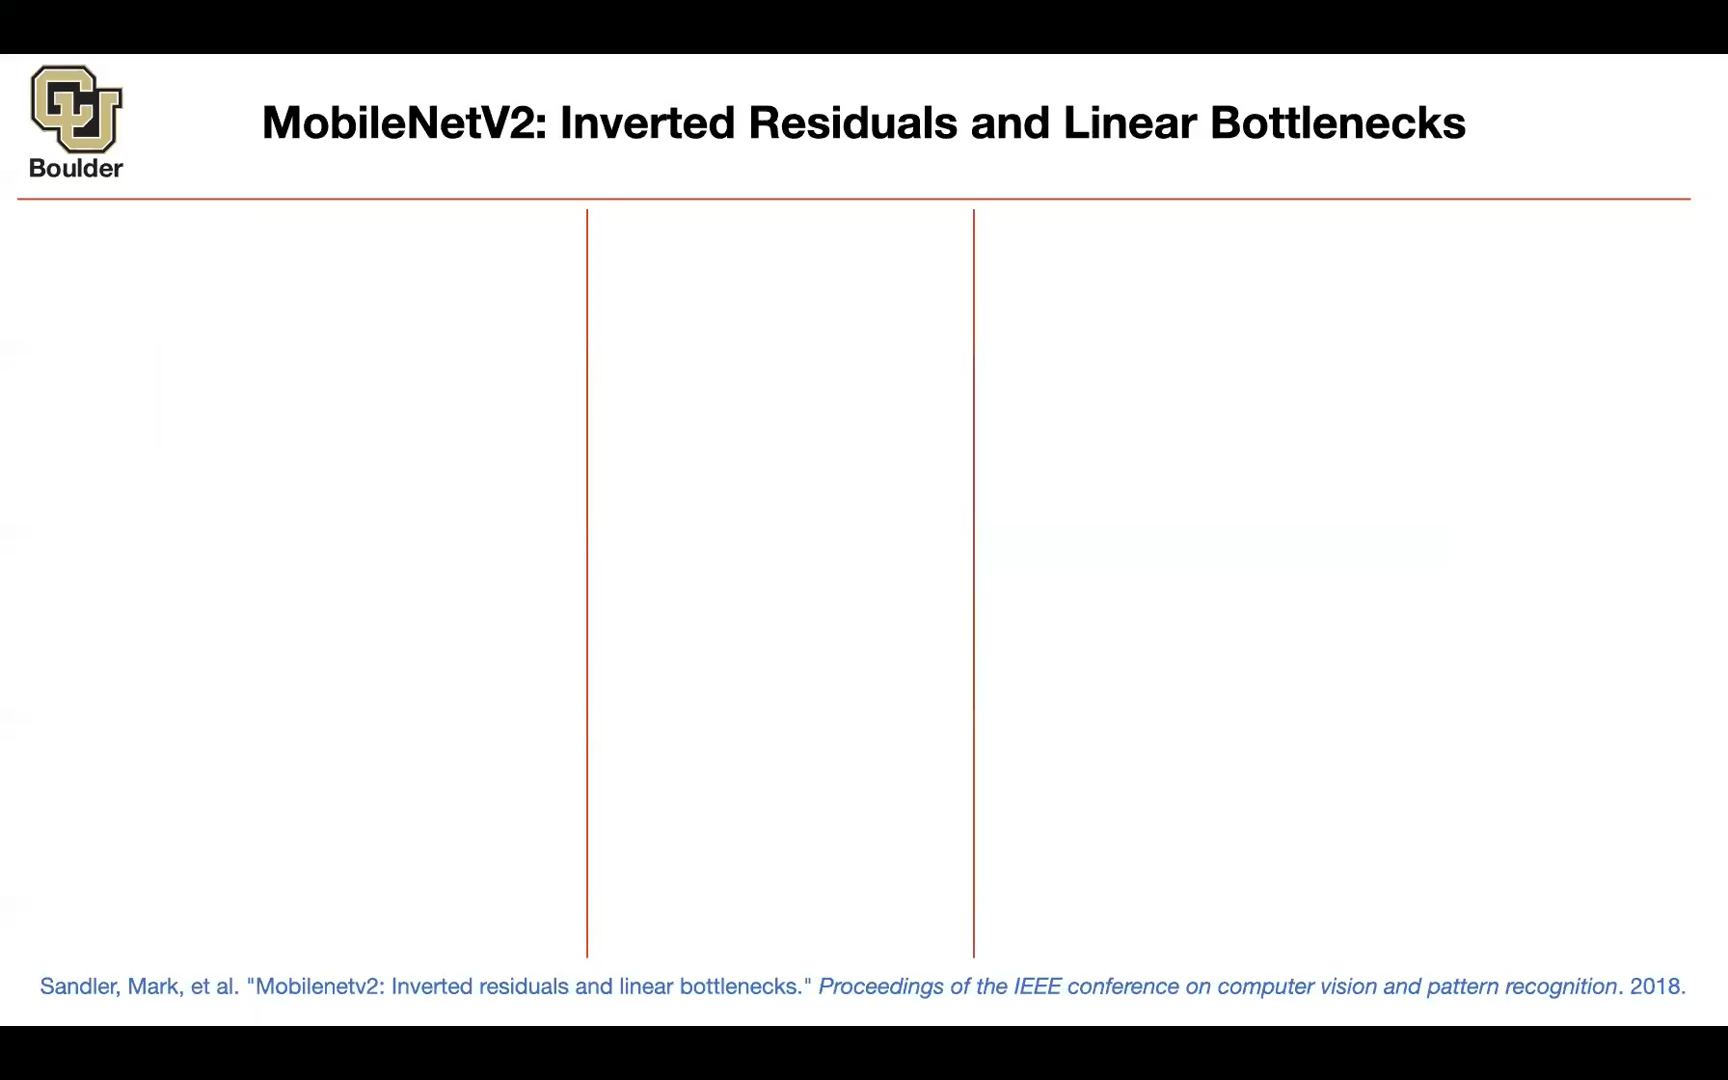 Boulder
MobileNetV2: Inverted Residuals and Linear Bottlenecks
Sandler, Mark, et al. "Mobilenetv2: Inverted residuals and linear bottlenecks." Proceedings of the IEEE conference on computer vision and pattern recognition. 2018.